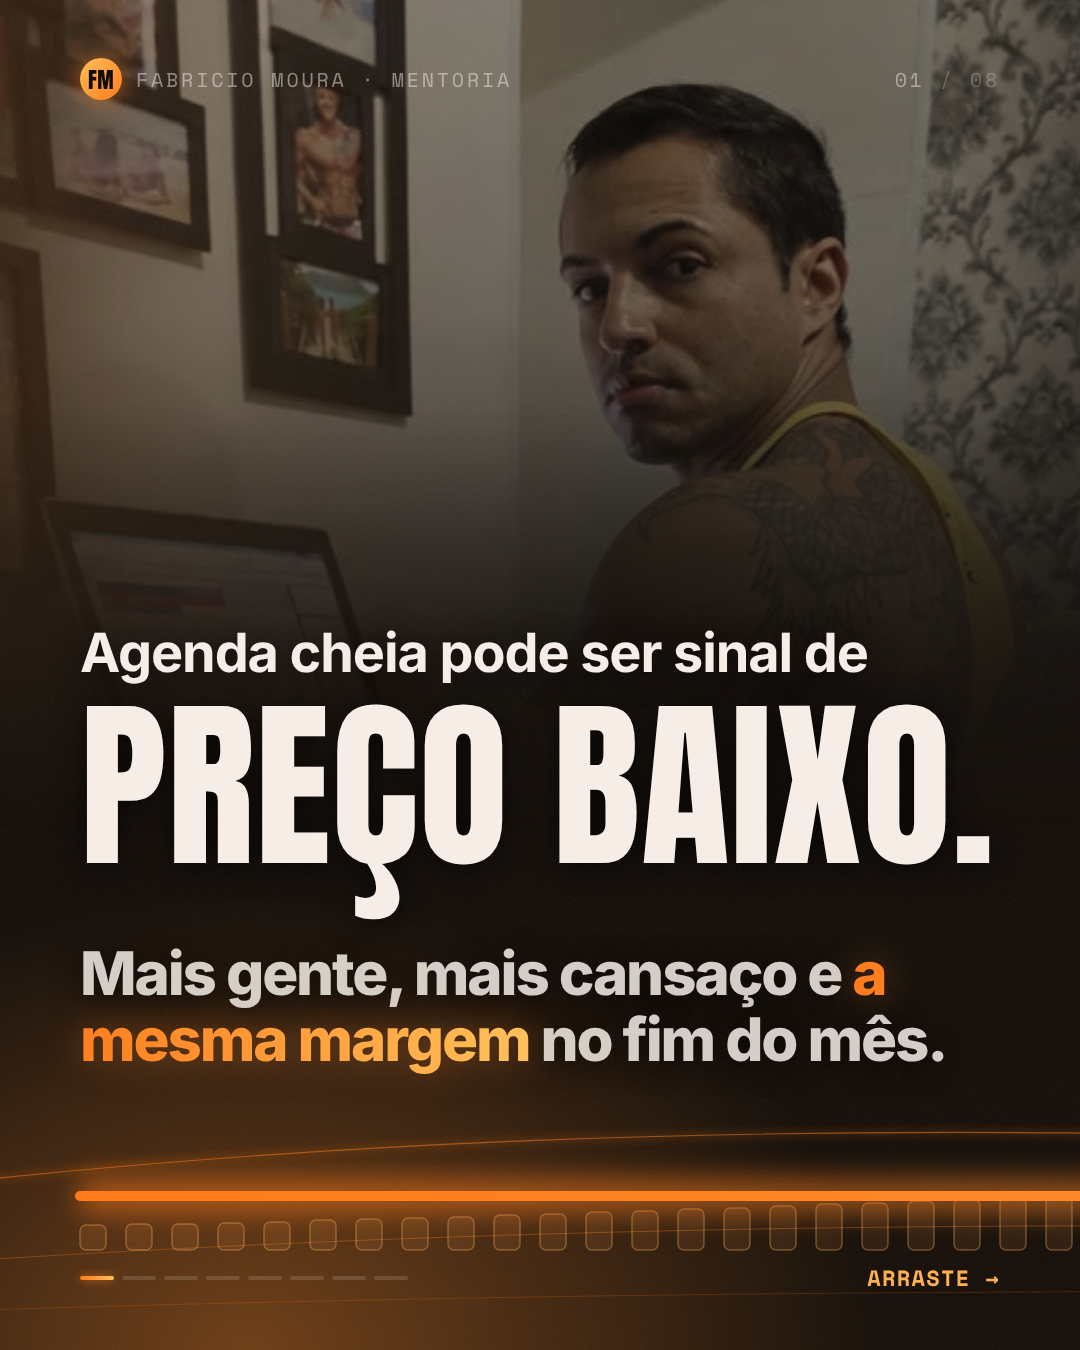 FM FABRICIO MOURA · MENTORIA
01 / 08
Agenda cheia pode ser sinal de
PREÇO BAIXO.
Mais gente, mais cansaço e a
mesma margem no fim do mês.
ARRASTE →